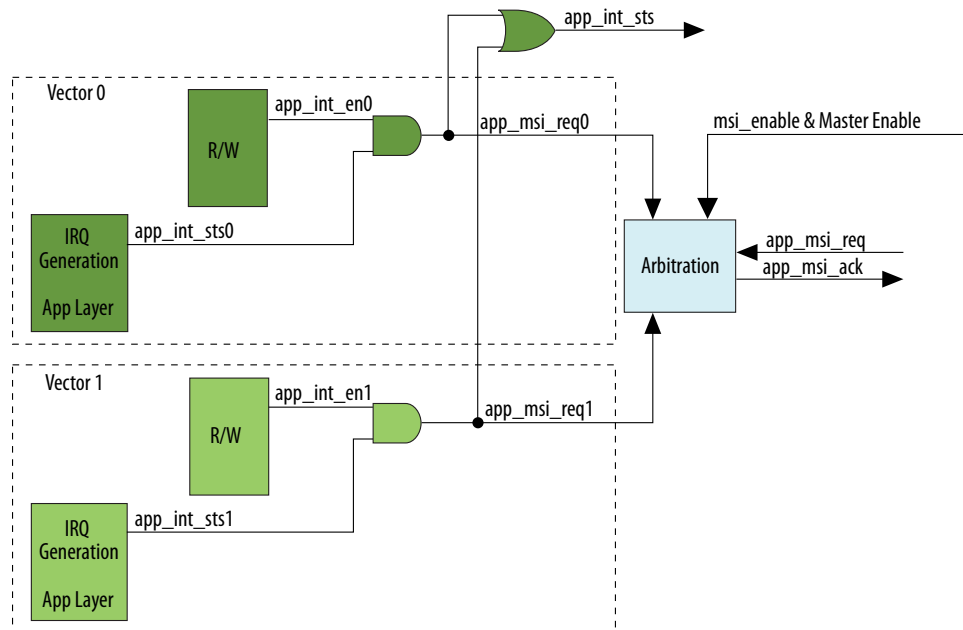 app_int_sts
Vector 0
app_int_en0
R/W
app_msi_req0
msi_enable & Master Enable
IRQ
Generation
App Layer
app_int_sts0
Arbitration
app_msi_req
app_msi_ack
Vector 1
app_int_en1
R/W
app_msi_req1
IRQ
Generation
App Layer
app_int_sts1